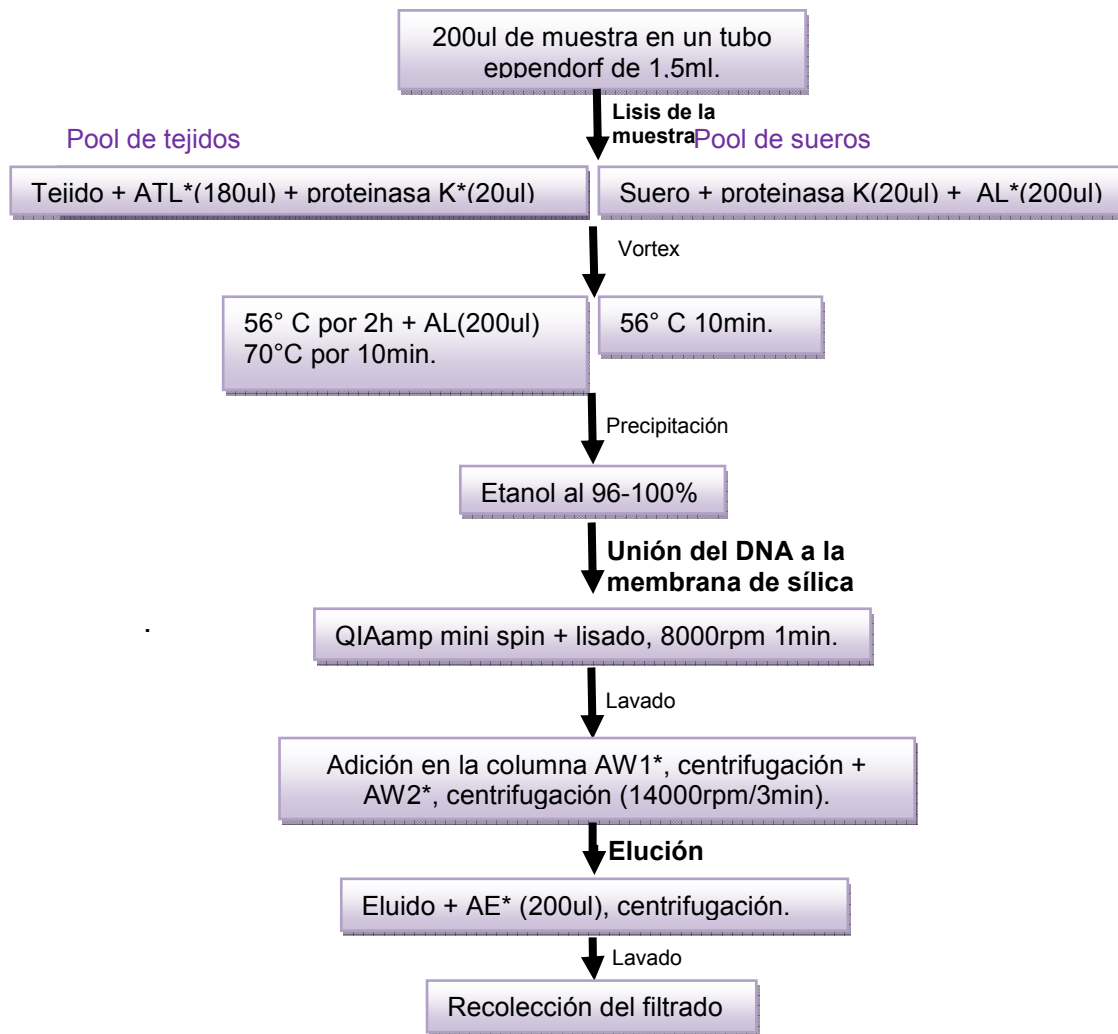 200ul de muestra en un tubo
eppendorf de 1.5ml.
Lisis de la
muestra
Pool de tejidos
Pool de sueros
Tejido + ATL*(180ul) + proteinasa K*(20ul)
Suero + proteinasa K(20ul) + AL*(200ul)
Vortex
56° C por 2h + AL(200ul)
70°C por 10min.
56° C 10min.
Precipitación
Etanol al 96-100%
Unión del DNA a la
membrana de sílica
.
QIAamp mini spin + lisado, 8000rpm 1min.
Lavado
Adición en la columna AW1*, centrifugación +
AW2*, centrifugación (14000rpm/3min).
Elución
Eluido + AE* (200ul), centrifugación.
Lavado
Recolección del filtrado